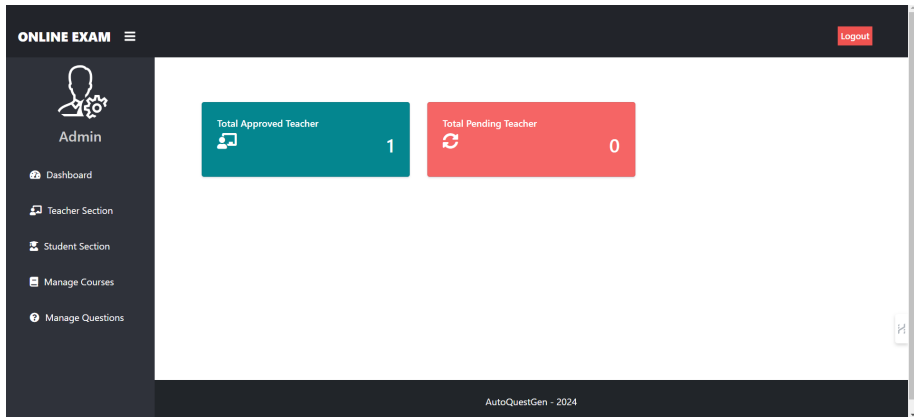 ONLINE EXAM
Logout
Admin
Dashboard
Teacher Section
Student Section
Manage Courses
Manage Questions
Total Approved Teacher
1
Total Pending Teacher
0
AutoQuestGen - 2024